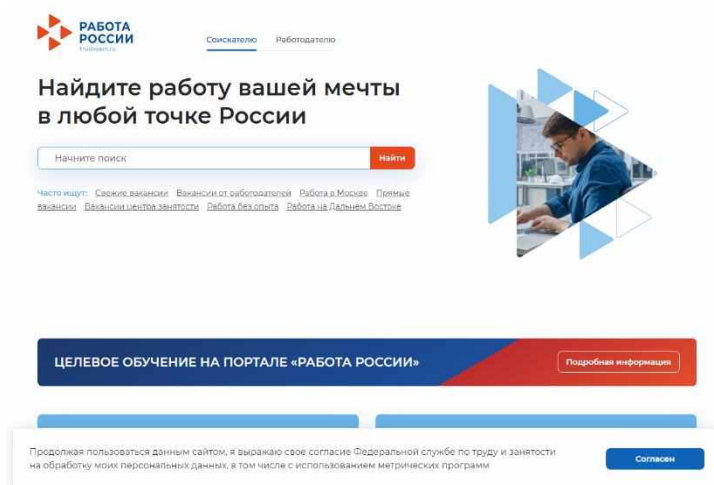 РАБОТА
РОССИИ
trudvsem.ru
Соискателю Работодателю
Найдите работу вашей мечты
в любой точке России
Начните поиск Найти
Часто ищут: Свежие вакансии Вакансии от работодателей Работа в Москве Прямые
вакансии Вакансии центра занятости Работа без опыта Работа на Дальнем Востоке
ЦЕЛЕВОЕ ОБУЧЕНИЕ НА ПОРТАЛЕ «РАБОТА РОССИИ» Подробная информация
Продолжая пользоваться данным сайтом, я выражаю свое согласие Федеральной службе по труду и занятости
на обработку моих персональных данных, в том числе с использованием метрических программ
Согласен